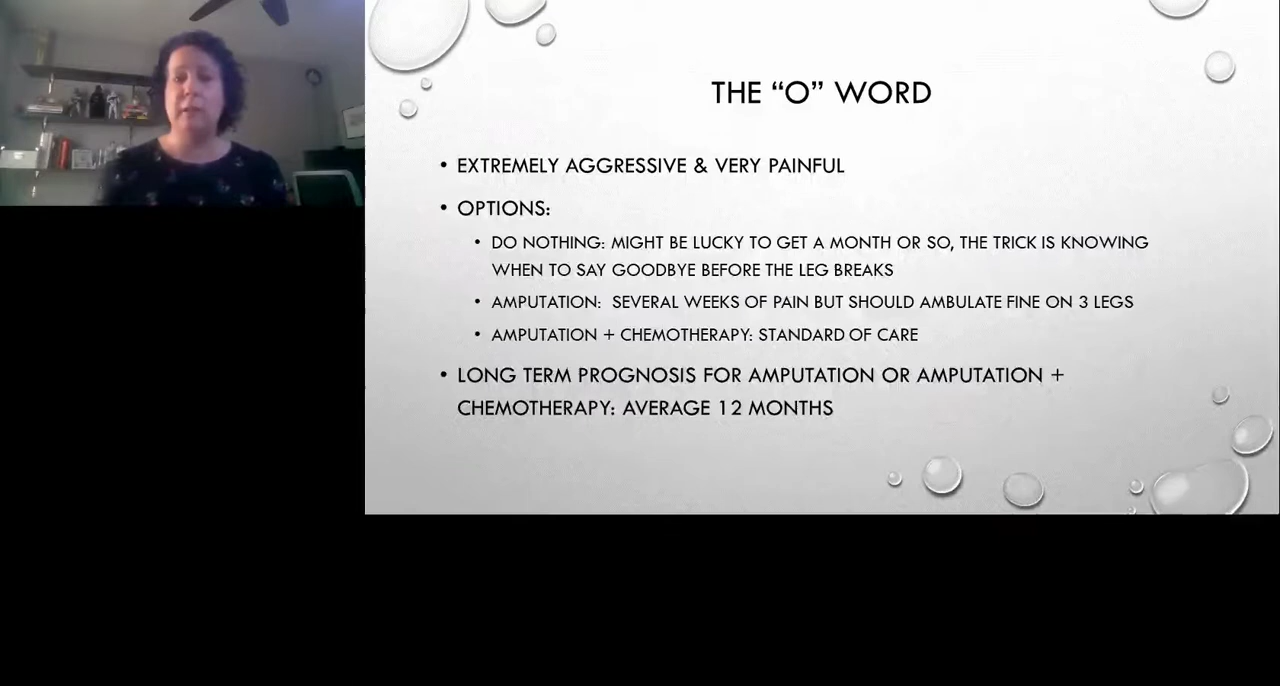 THE “O” WORD
• EXTREMELY AGGRESSIVE & VERY PAINFUL
• OPTIONS:
• DO NOTHING: MIGHT BE LUCKY TO GET A MONTH OR SO, THE TRICK IS KNOWING
WHEN TO SAY GOODBYE BEFORE THE LEG BREAKS
• AMPUTATION:  SEVERAL WEEKS OF PAIN BUT SHOULD AMBULATE FINE ON 3 LEGS
• AMPUTATION + CHEMOTHERAPY: STANDARD OF CARE
• LONG TERM PROGNOSIS FOR AMPUTATION OR AMPUTATION +
CHEMOTHERAPY: AVERAGE 12 MONTHS